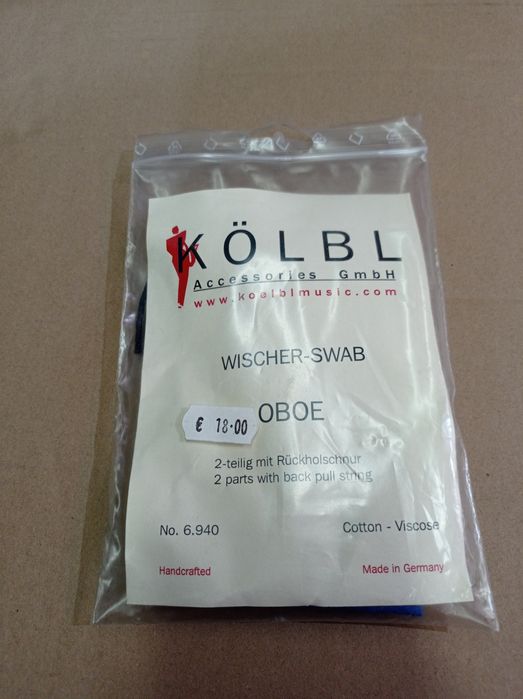 KÖLBL
Accessories GmbH
www.koelblmusic.com
WISCHER-SWAB
OBOE
€ 18.00
2-teilig mit Rückholschnur
2 parts with back pull string
No. 6.940
Cotton - Viscose
Handcrafted
Made in Germany